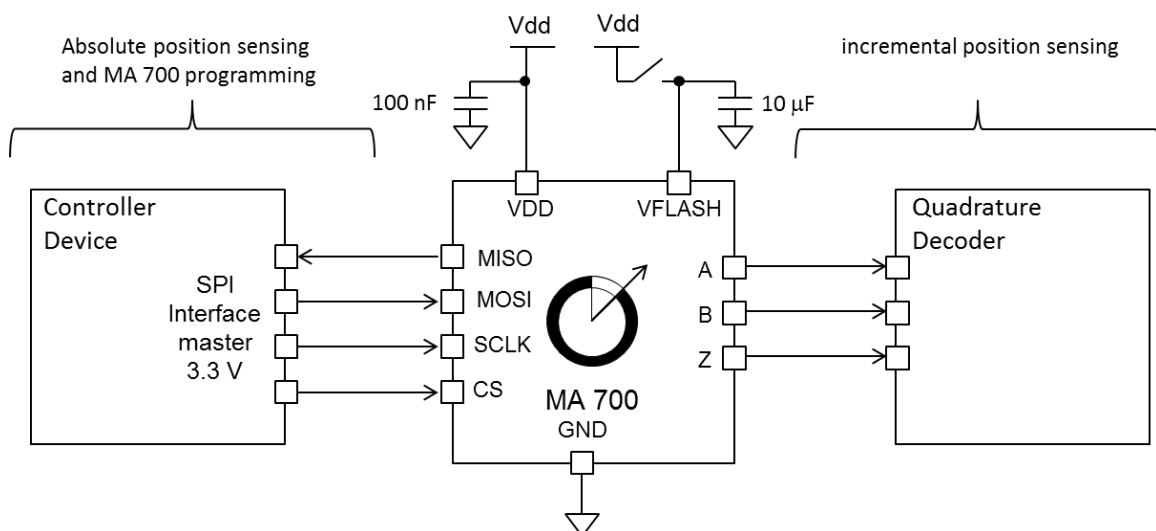 Absolute position sensing
and MA 700 programming
Vdd
Vdd
incremental position sensing
100 nF
10 μF
Controller
Device
VDD
VFLASH
Quadrature
Decoder
SPI
Interface
master
3.3 V
MISO
MOSI
SCLK
CS
A
B
Z
MA 700
GND